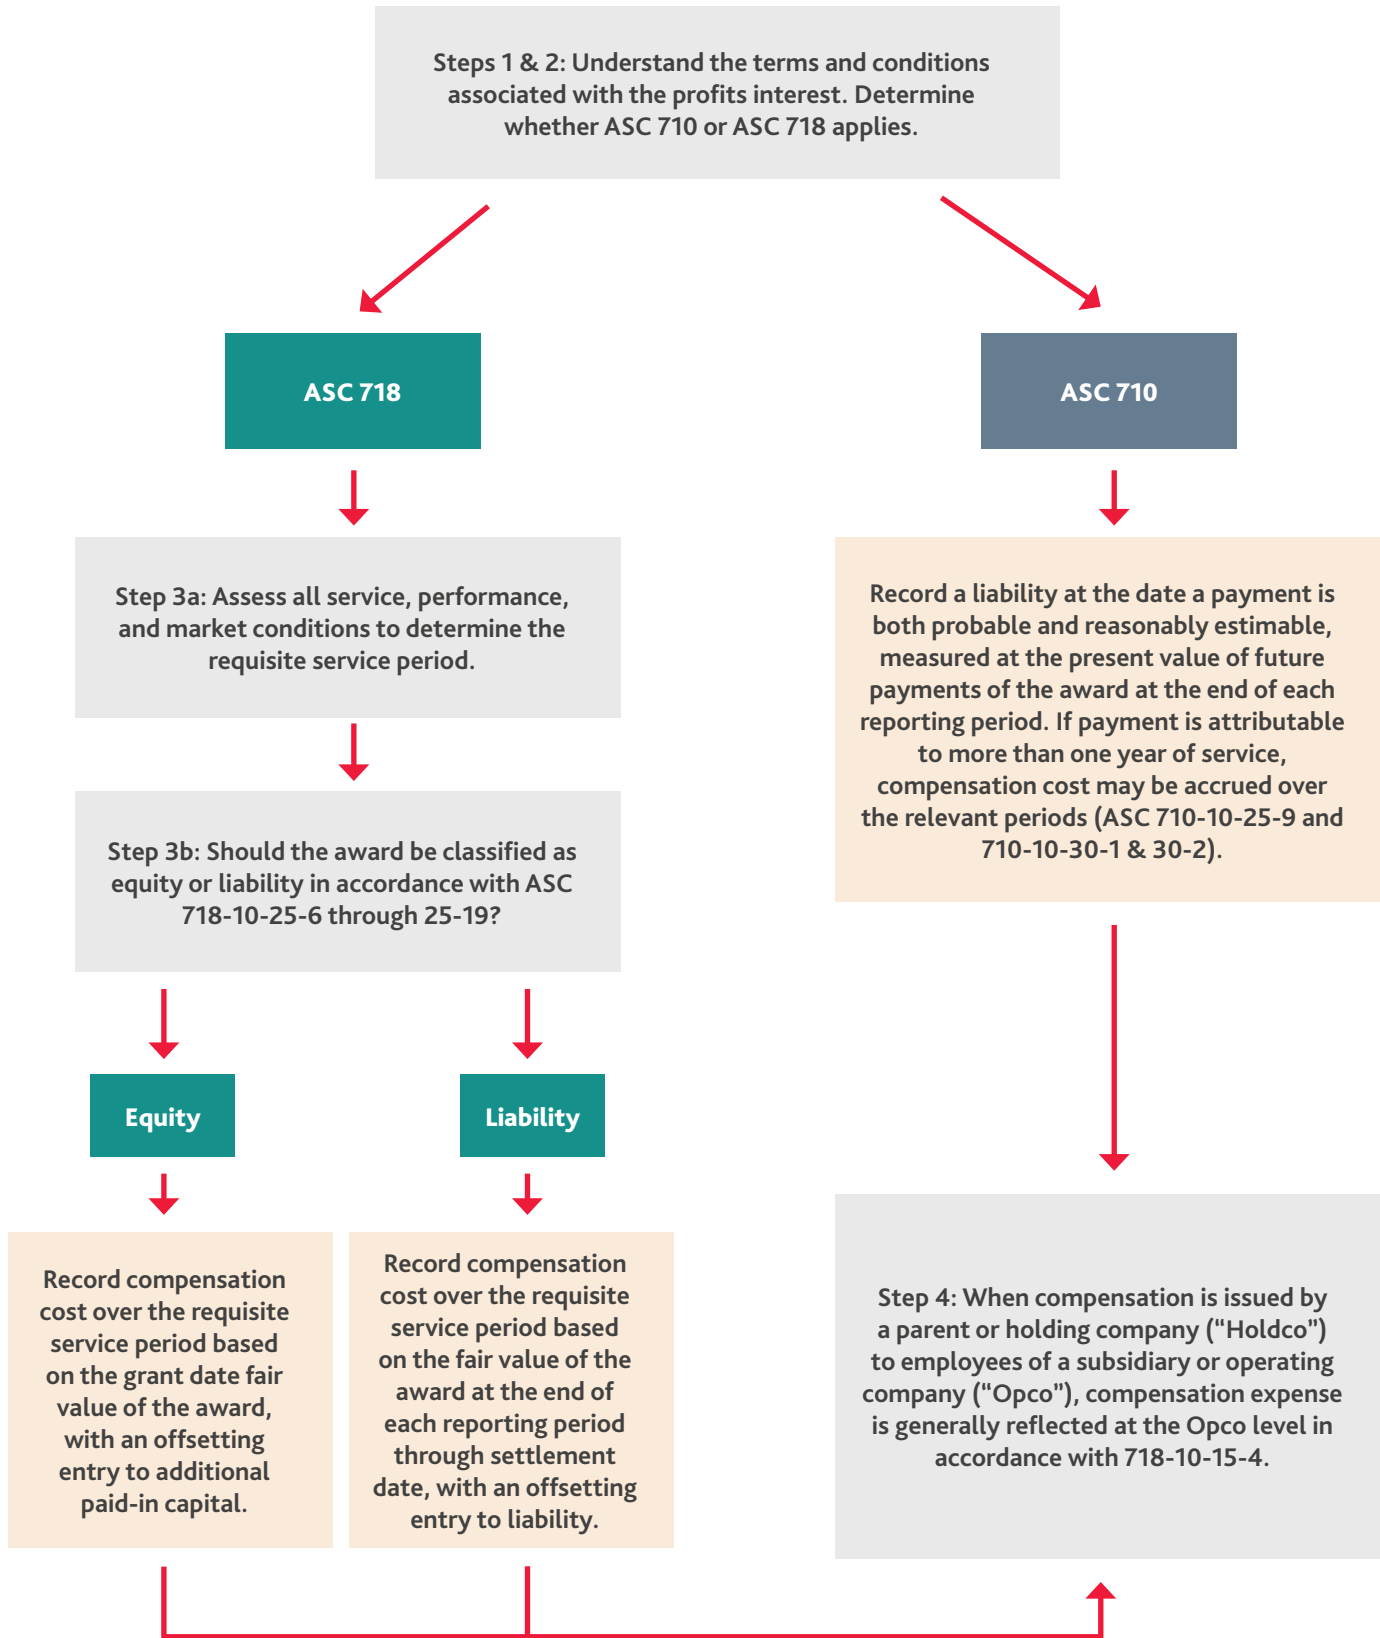 Steps 1 & 2: Understand the terms and conditions
associated with the profits interest. Determine
whether ASC 710 or ASC 718 applies.
ASC 718
ASC 710
Step 3a: Assess all service, performance,
and market conditions to determine the
requisite service period.
Record a liability at the date a payment is
both probable and reasonably estimable,
measured at the present value of future
payments of the award at the end of each
reporting period. If payment is attributable
to more than one year of service,
compensation cost may be accrued over
the relevant periods (ASC 710-10-25-9 and
710-10-30-1 & 30-2).
Step 3b: Should the award be classified as
equity or liability in accordance with ASC
718-10-25-6 through 25-19?
Equity
Liability
Record compensation
cost over the requisite
service period based
on the grant date fair
value of the award,
with an offsetting
entry to additional
paid-in capital.
Record compensation
cost over the requisite
service period based
on the fair value of the
award at the end of
each reporting period
through settlement
date, with an offsetting
entry to liability.
Step 4: When compensation is issued by
a parent or holding company (“Holdco”)
to employees of a subsidiary or operating
company (“Opco”), compensation expense
is generally reflected at the Opco level in
accordance with 718-10-15-4.